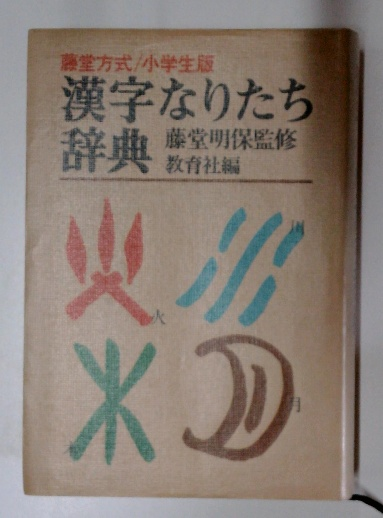 藤堂方式/小学生版
漢字なりたち
辞典 藤堂明保監修
教育社編
川
火
木
月